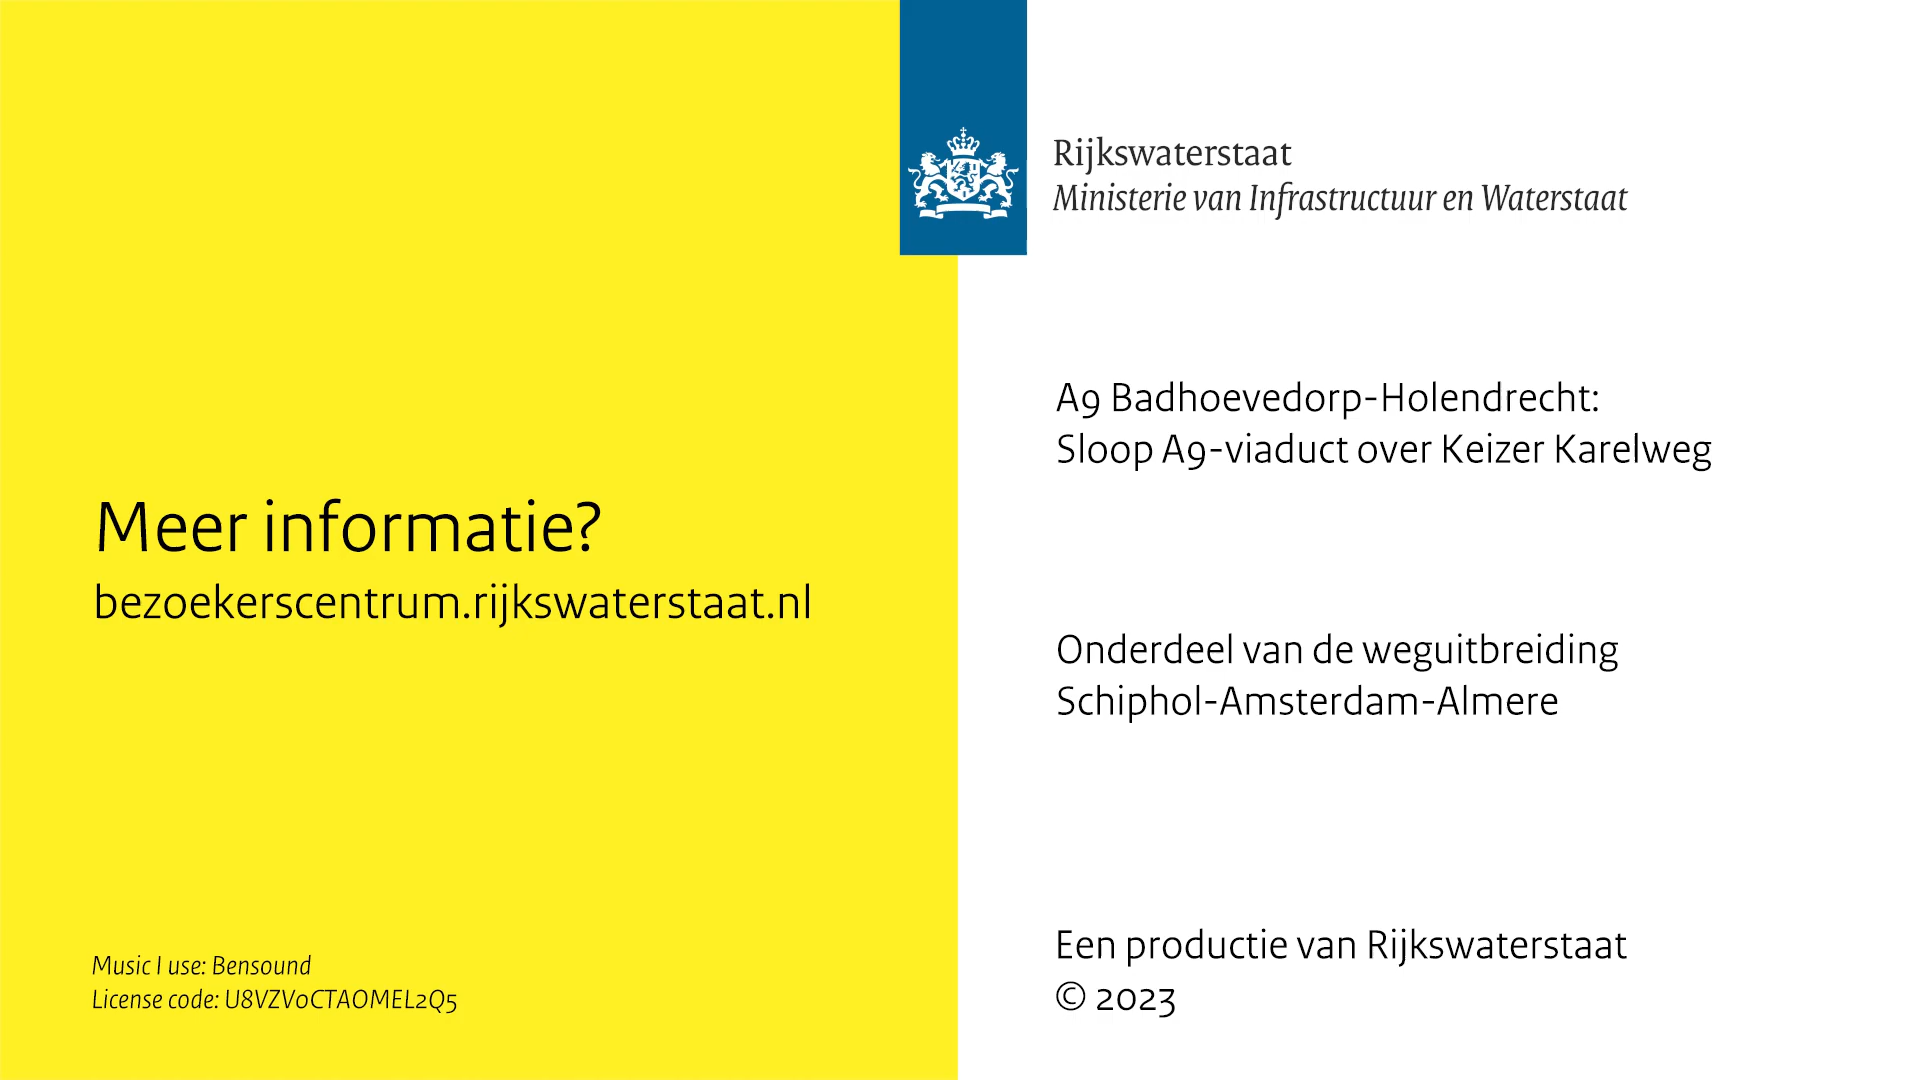 Rijkswaterstaat
Ministerie van Infrastructuur en Waterstaat
A9 Badhoevedorp-Holendrecht:
Sloop A9-viaduct over Keizer Karelweg
Meer informatie?
bezoekerscentrum.rijkswaterstaat.nl
Onderdeel van de weguitbreiding
Schiphol-Amsterdam-Almere
Music I use: Bensound
License code: U8VZV0CTAOMEL2Q5
Een productie van Rijkswaterstaat
© 2023